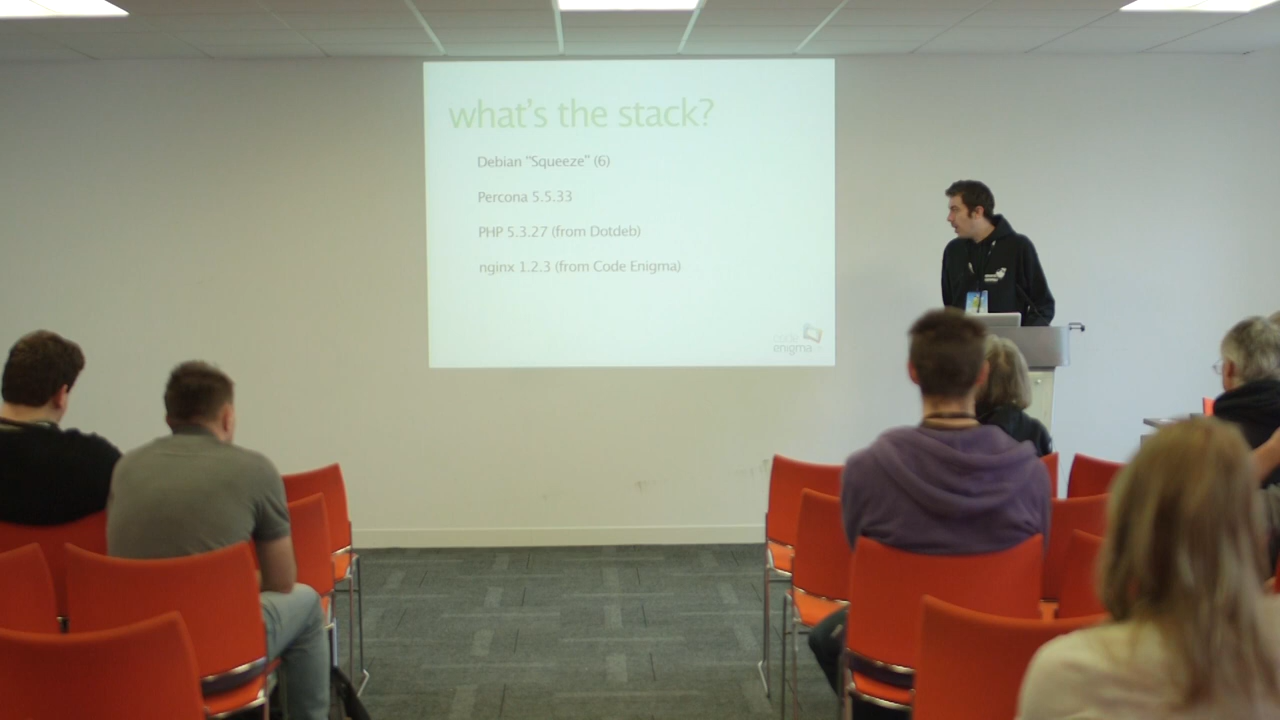 what's the stack?
Debian “Squeeze” (6)
Percona 5.5.33
PHP 5.3.27 (from Dotdeb)
nginx 1.2.3 (from Code Enigma)
code
enigma